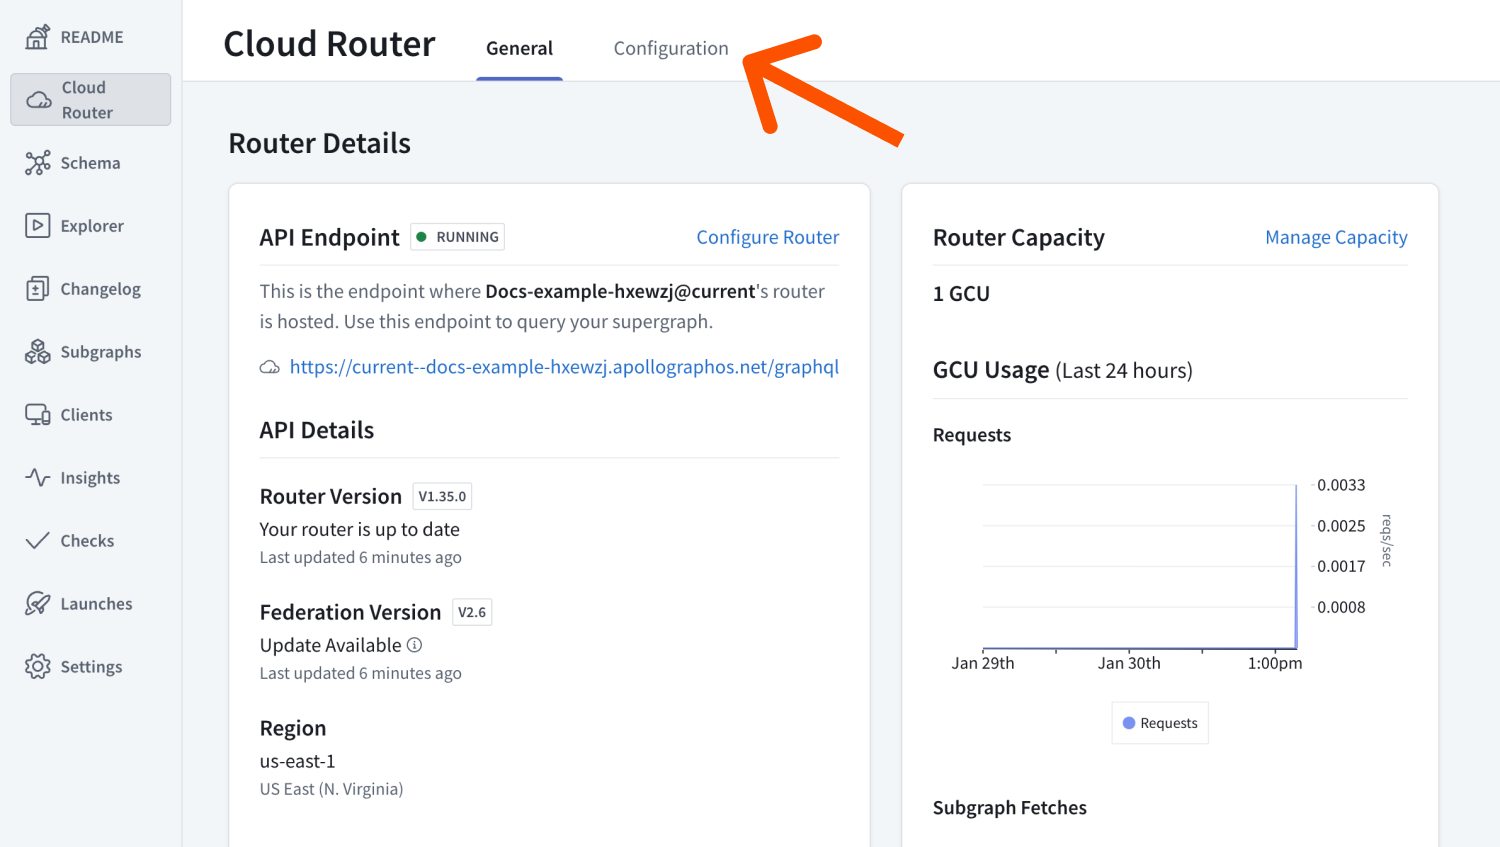 README
Cloud
Router
Schema
Explorer
Changelog
Subgraphs
Clients
Insights
Checks
Launches
Settings
Cloud Router
General
Configuration
Router Details
API Endpoint
RUNNING
Configure Router
This is the endpoint where Docs-example-hxewzj@current's router
is hosted. Use this endpoint to query your supergraph.
https://current--docs-example-hxewzj.apollographos.net/graphql
API Details
Router Version V1.35.0
Your router is up to date
Last updated 6 minutes ago
Federation Version V2.6
Update Available
Last updated 6 minutes ago
Region
us-east-1
US East (N. Virginia)
Router Capacity
Manage Capacity
1 GCU
GCU Usage (Last 24 hours)
Requests
0.0033
0.0025
0.0017
0.0008
reqs/sec
Jan 29th
Jan 30th
1:00pm
Requests
Subgraph Fetches